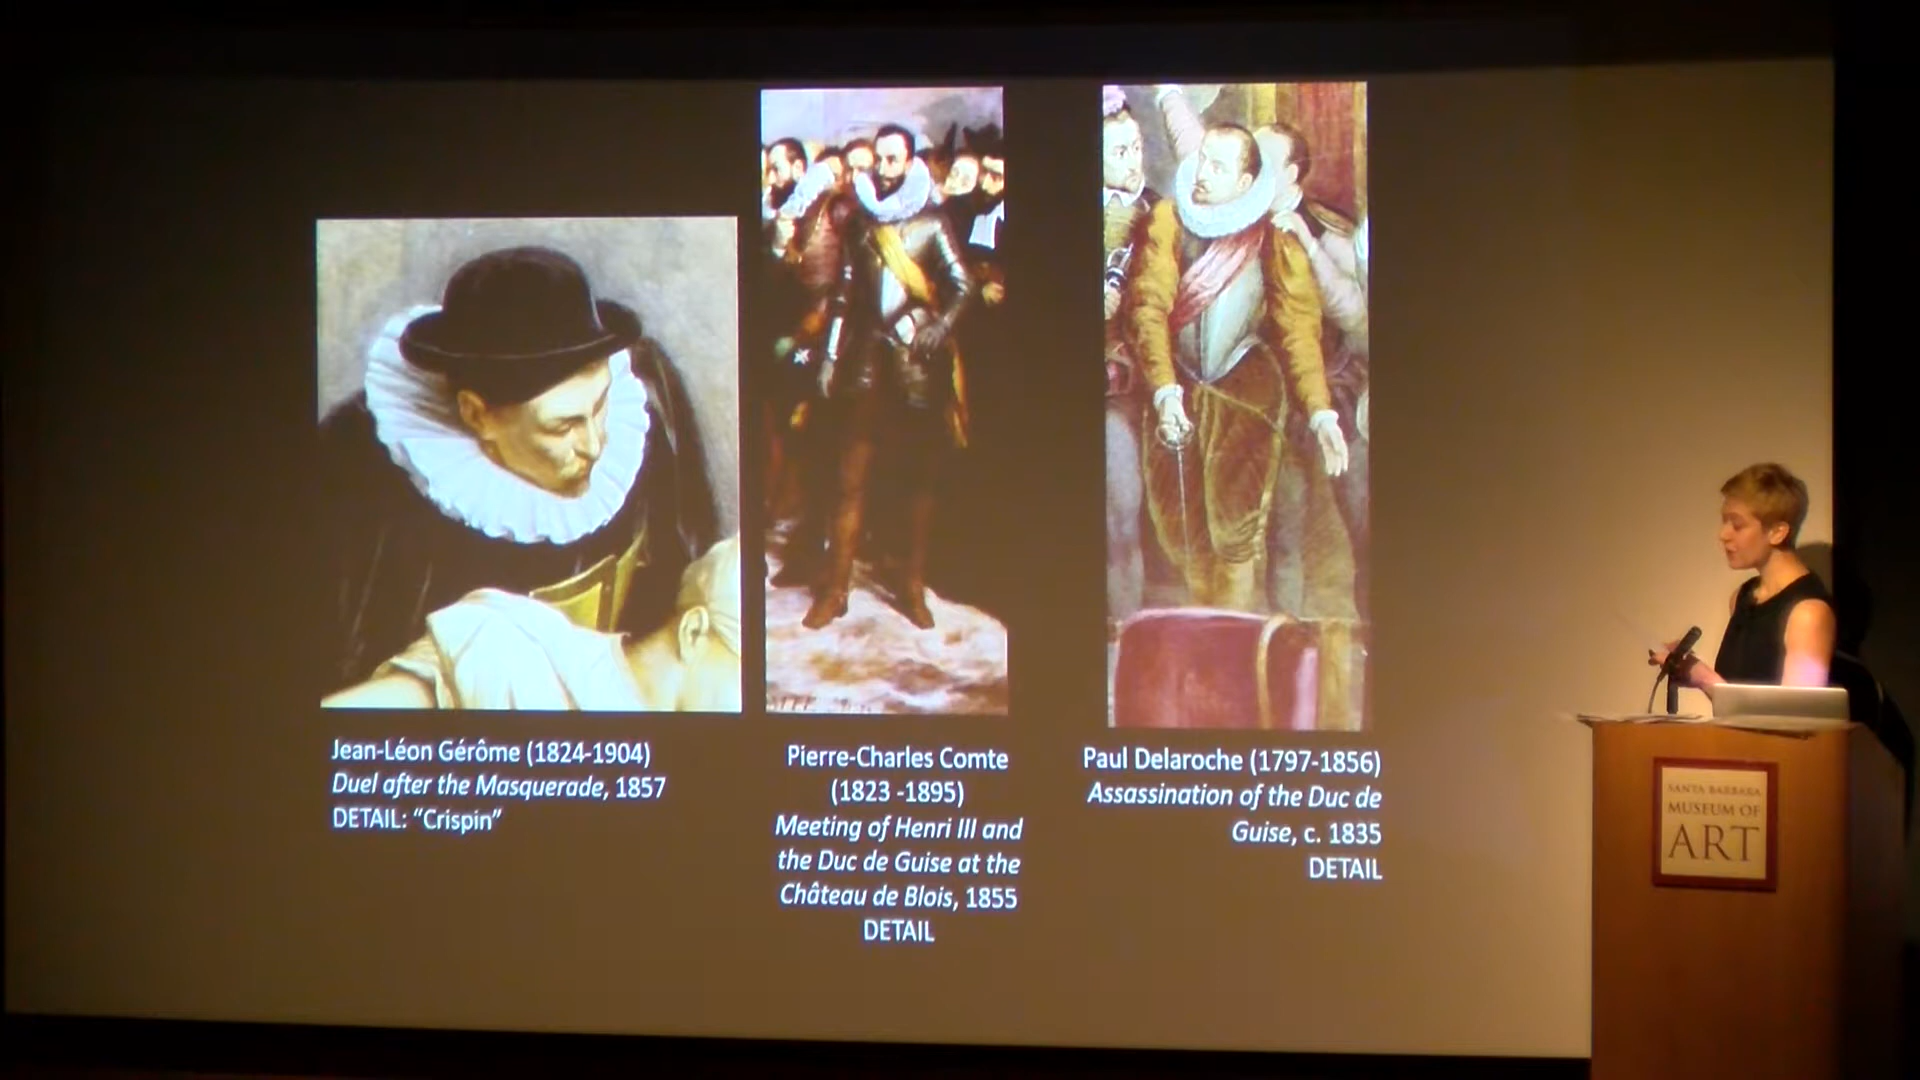 Jean-Léon Gérôme (1824-1904)
Duel after the Masquerade, 1857
DETAIL: “Crispin”
Pierre-Charles Comte
(1823 -1895)
Meeting of Henri III and
the Duc de Guise at the
Château de Blois, 1855
DETAIL
Paul Delaroche (1797-1856)
Assassination of the Duc de
Guise, c. 1835
DETAIL
SANTA BARBARA
MUSEUM OF
ART